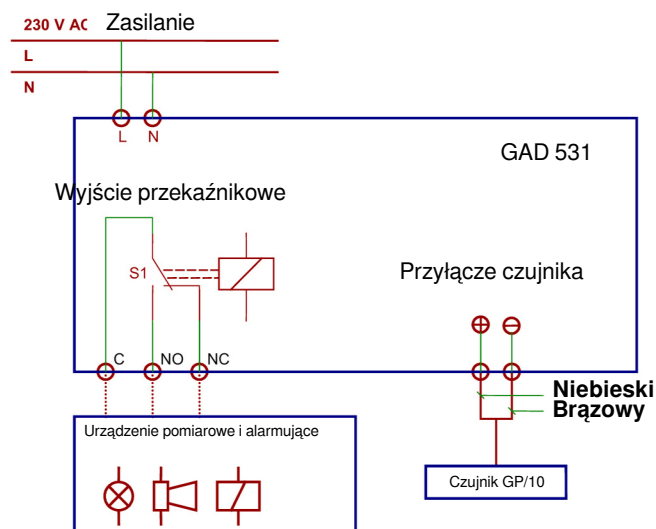 230 V AC Zasilanie
L
N
L N
GAD 531
Wyjście przekaźnikowe
S1
Przyłącze czujnika
C NO NC
Niebieski
Brązowy
Urządzenie pomiarowe i alarmujące
Czujnik GP/10